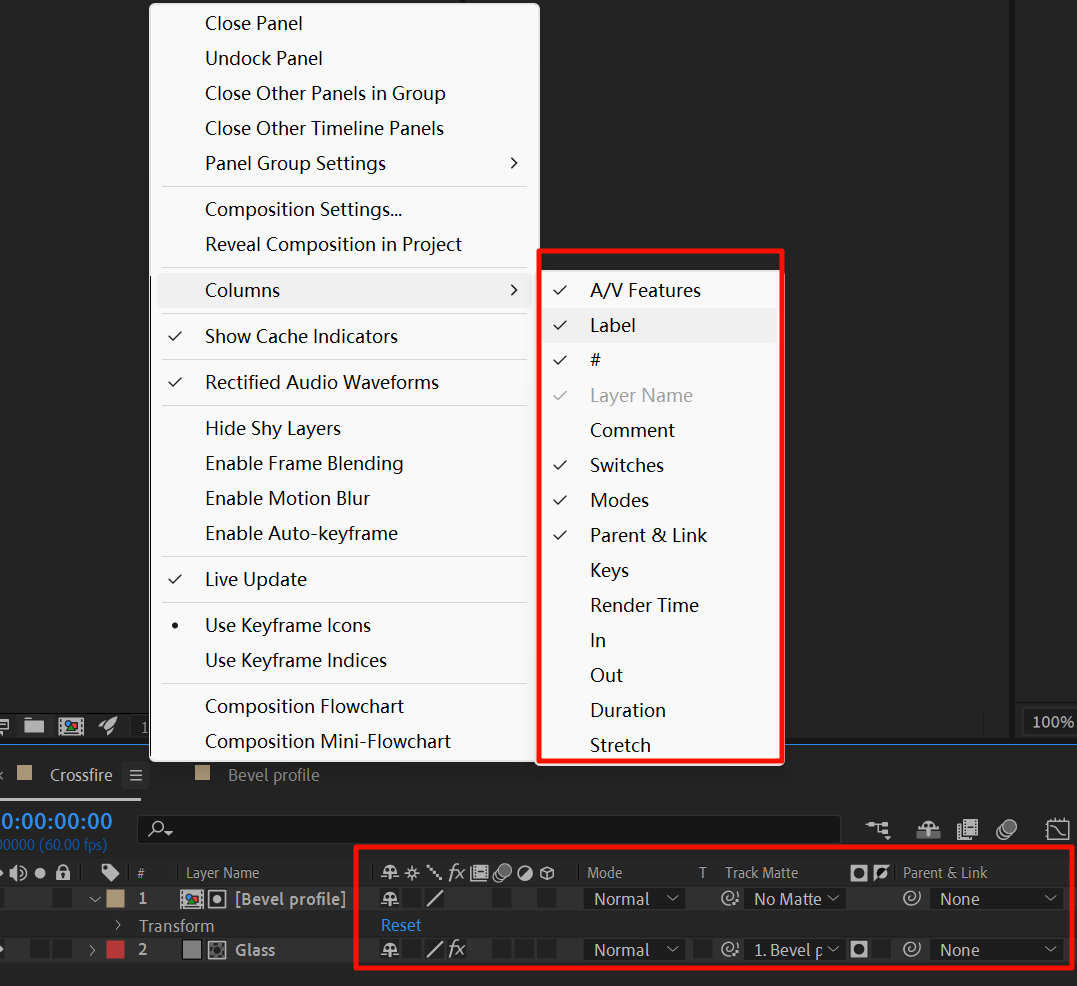 Close Panel
Undock Panel
Close Other Panels in Group
Close Other Timeline Panels
Panel Group Settings
Composition Settings...
Reveal Composition in Project
Columns
Show Cache Indicators
Rectified Audio Waveforms
Hide Shy Layers
Enable Frame Blending
Enable Motion Blur
Enable Auto-keyframe
Live Update
Use Keyframe Icons
Use Keyframe Indices
Composition Flowchart
Composition Mini-Flowchart
A/V Features
Label
#
Layer Name
Comment
Switches
Modes
Parent & Link
Keys
Render Time
In
Out
Duration
Stretch
1
100%
Crossfire
Bevel profile
0:00:00:00
00000 (60.00 fps)
# Layer Name fx Mode T Track Matte Parent & Link
1 [Bevel profile] Normal No Matte None
Transform Reset
2 Glass fx Normal 1. Bevel p None